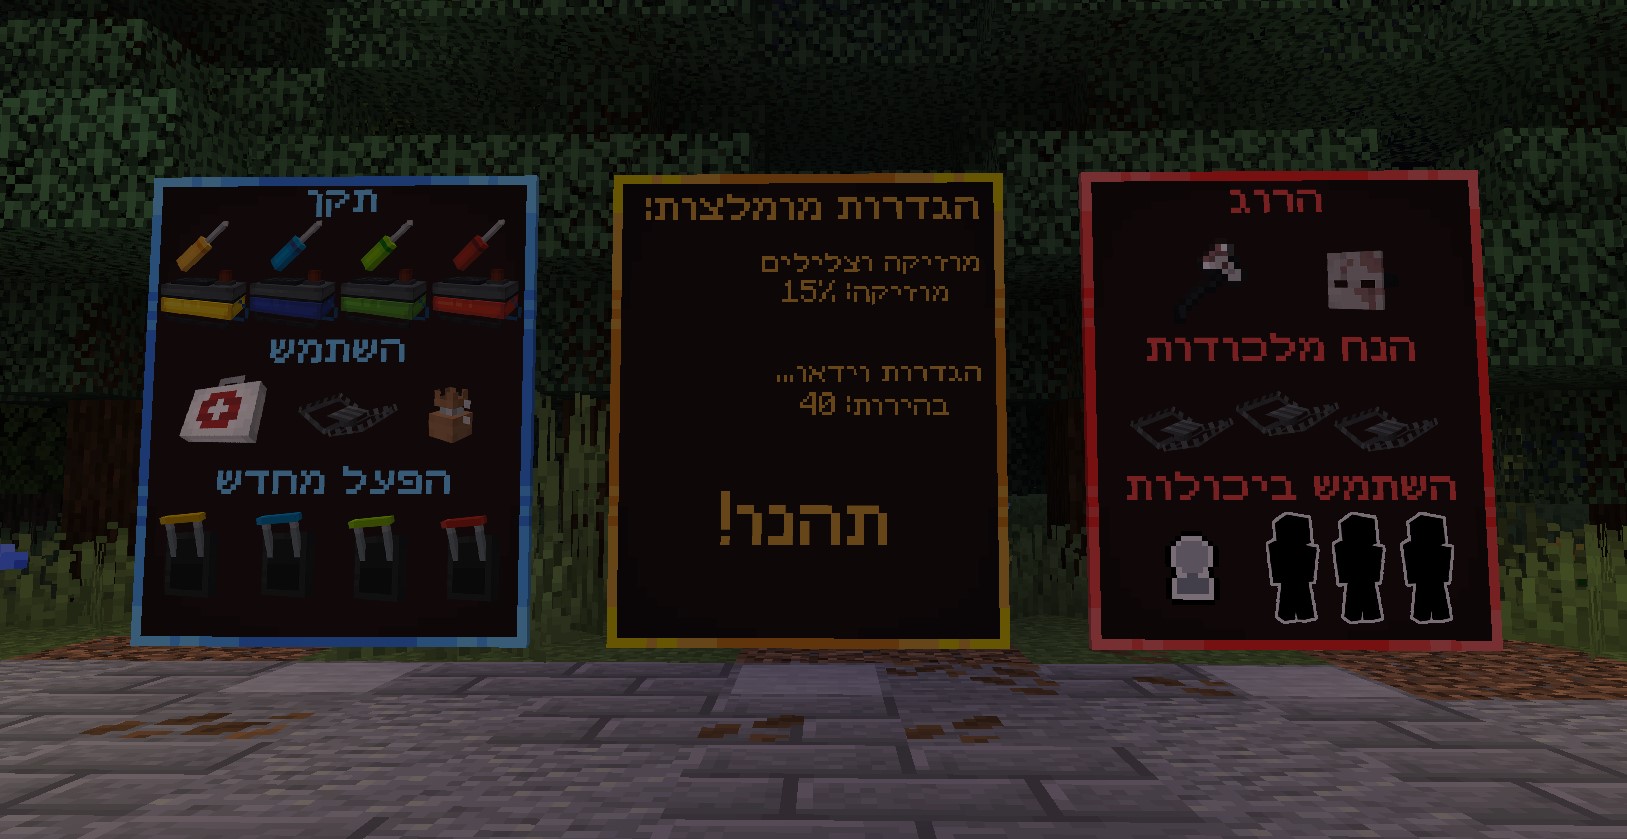 הרוג
הנח מלכודות
השתמש ביכולות
הגדרות מומלצות:
מוזיקה וצלילים
מוזיקה: 15%
הגדרות וידאו...
בהירות: 40
תהנו!
תקן
השתמש
הפעל מחדש